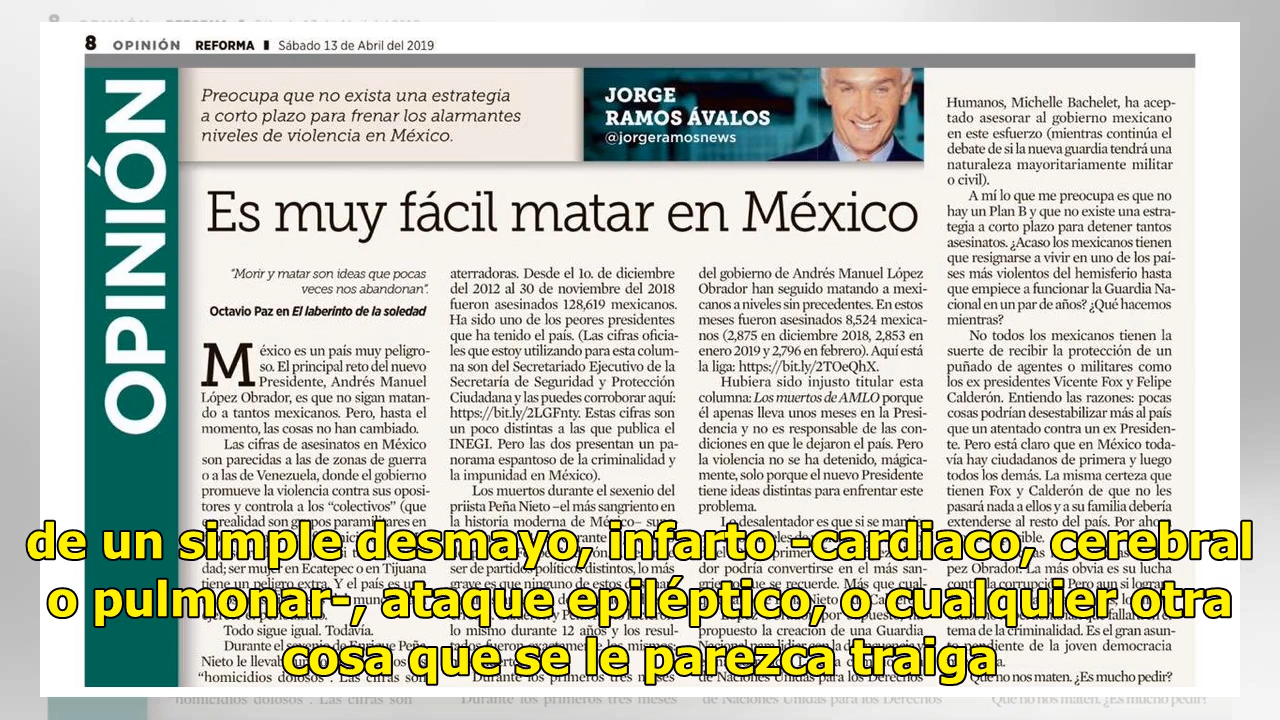 8 OPINIÓN REFORMA Sábado 13 de Abril del 2019
OPINIÓN
Preocupa que no exista una estrategia
a corto plazo para frenar los alarmantes
niveles de violencia en México.
JORGE
RAMOS ÁVALOS
@jorgeramosnews
Es muy fácil matar en México
“Morir y matar son ideas que pocas
veces nos abandonan”.
Octavio Paz en El laberinto de la soledad
México es un país muy peligro-
so. El principal reto del nuevo
Presidente, Andrés Manuel
López Obrador, es que no sigan matan-
do a tantos mexicanos. Pero, hasta el
momento, las cosas no han cambiado.
Las cifras de asesinatos en México
son parecidas a las de zonas de guerra
o a las de Venezuela, donde el gobierno
promueve la violencia contra sus oposi-
tores y controla a los “colectivos” (que
Todo sigue igual. Todavía.
aterradoras. Desde el 1o. de diciembre
del 2012 al 30 de noviembre del 2018
fueron asesinados 128,619 mexicanos.
Ha sido uno de los peores presidentes
que ha tenido el país. (Las cifras oficia-
les que estoy utilizando para esta colum-
na son del Secretariado Ejecutivo de la
Secretaría de Seguridad y Protección
Ciudadana y las puedes corroborar aquí:
https://bit.ly/2LGFnty. Estas cifras son
un poco distintas a las que publica el
INEGI. Pero las dos presentan un pa-
norama espantoso de la criminalidad y
la impunidad en México).
Los muertos durante el sexenio del
priista Peña Nieto –el más sangriento en
la historia moderna de México–
lo mismo durante 12 años y los resul-
del gobierno de Andrés Manuel López
Obrador han seguido matando a mexi-
canos a niveles sin precedentes. En estos
meses fueron asesinados 8,524 mexica-
nos (2,875 en diciembre 2018, 2,853 en
enero 2019 y 2,796 en febrero). Aquí está
la liga: https://bit.ly/2TOeQhX.
Hubiera sido injusto titular esta
columna: Los muertos de AMLO porque
él apenas lleva unos meses en la Presi-
dencia y no es responsable de las con-
diciones en que le dejaron el país. Pero
la violencia no se ha detenido, mágica-
mente, solo porque el nuevo Presidente
tiene ideas distintas para enfrentar este
problema.
propuesto la creación de una Guardia
Humanos, Michelle Bachelet, ha acep-
tado asesorar al gobierno mexicano
en este esfuerzo (mientras continúa el
debate de si la nueva guardia tendrá una
naturaleza mayoritariamente militar
o civil).
A mí lo que me preocupa es que no
hay un Plan B y que no existe una estra-
tegia a corto plazo para detener tantos
asesinatos. ¿Acaso los mexicanos tienen
que resignarse a vivir en uno de los paí-
ses más violentos del hemisferio hasta
que empiece a funcionar la Guardia Na-
cional en un par de años? ¿Qué hacemos
mientras?
No todos los mexicanos tienen la
suerte de recibir la protección de un
puñado de agentes o militares como
los ex presidentes Vicente Fox y Felipe
Calderón. Entiendo las razones: pocas
cosas podrían desestabilizar más al país
que un atentado contra un ex Presiden-
te. Pero está claro que en México toda-
vía hay ciudadanos de primera y luego
todos los demás. La misma certeza que
tienen Fox y Calderón de que no les
pasará nada a ellos y a su familia debería
extenderse al resto del país. Por ahora
tema de la criminalidad. Es el gran asun-
de la joven democracia
Que no nos maten. ¿Es mucho pedir?
de un simple desmayo, infarto -cardiaco, cerebral
o pulmonar-, ataque epiléptico, o cualquier otra
cosa que se le parezca traiga